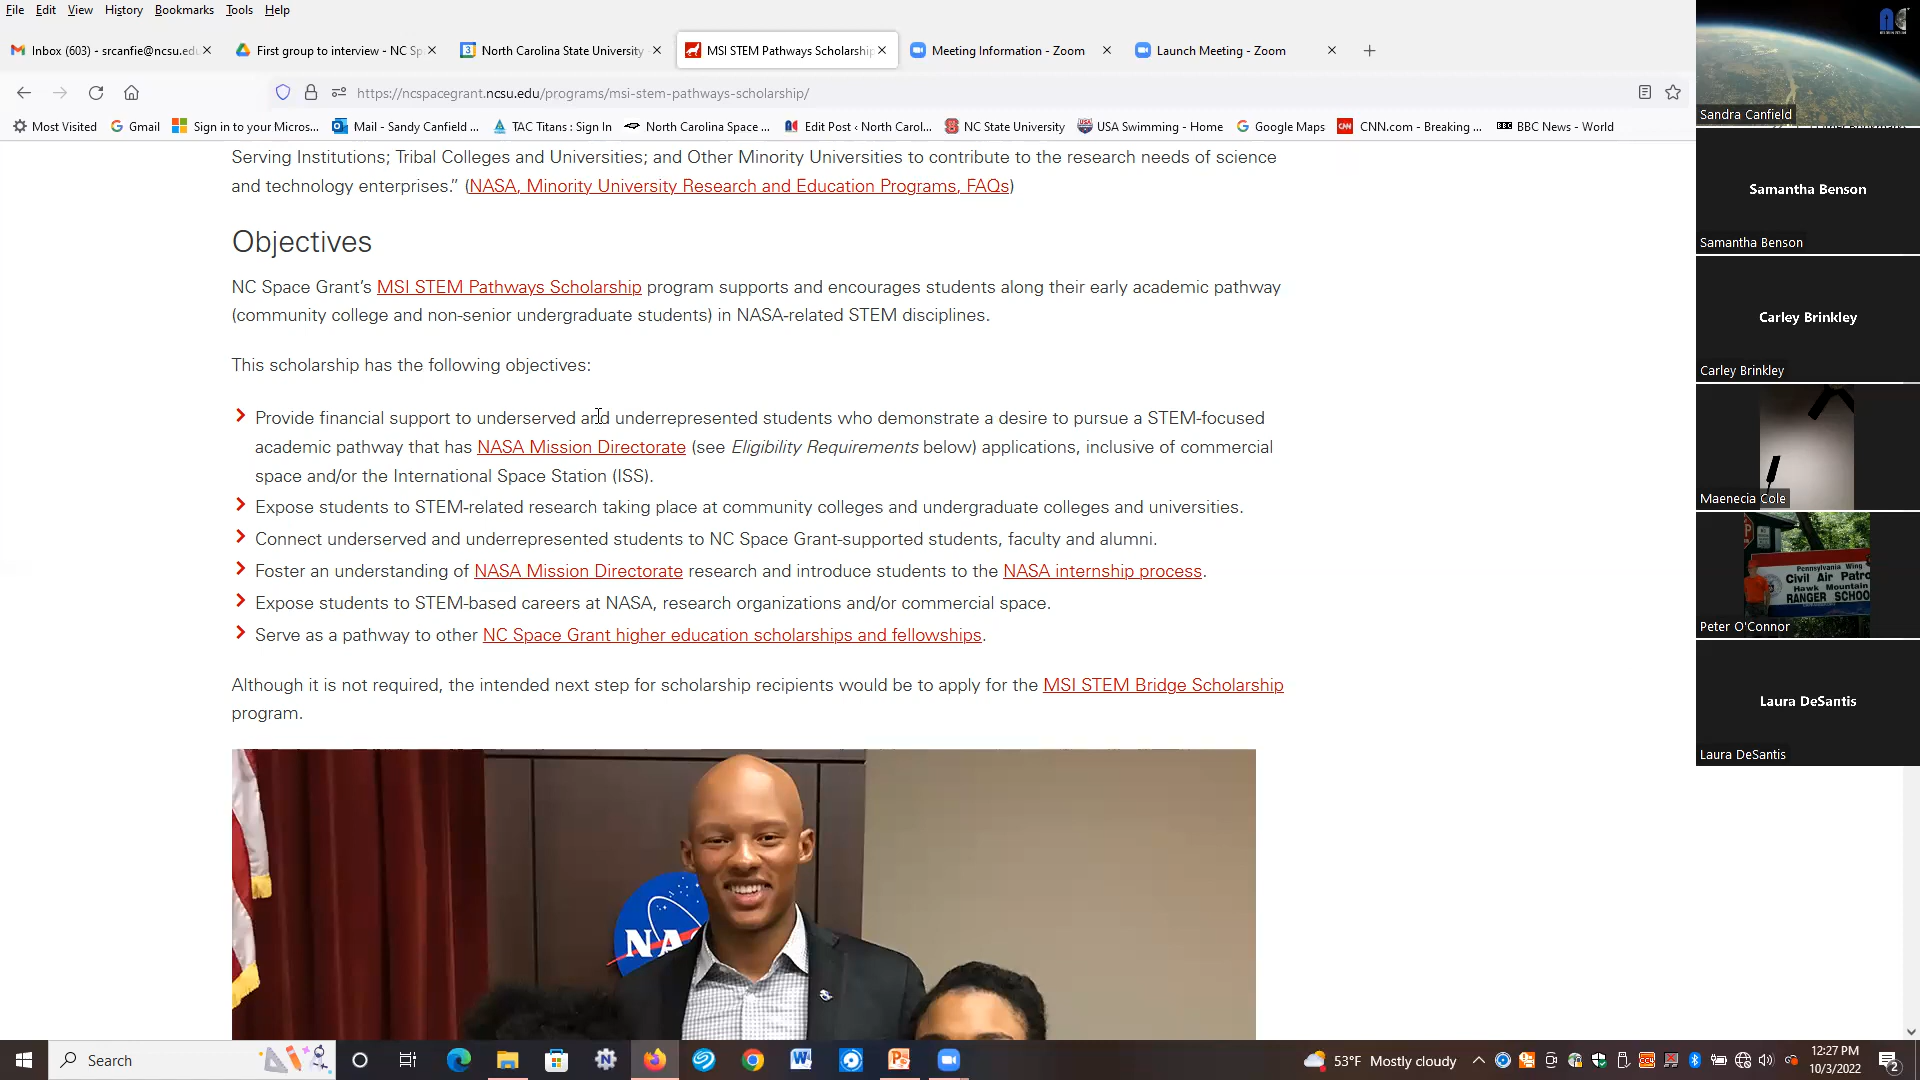 File Edit View History Bookmarks Tools Help
Inbox (603) - srcanfie@ncsu.ed
First group to interview - NC Sp
North Carolina State University
MSI STEM Pathways Scholarship
Meeting Information - Zoom
Launch Meeting - Zoom
https://ncspacegrant.ncsu.edu/programs/msi-stem-pathways-scholarship/
Most Visited Gmail Sign in to your Micros... Mail - Sandy Canfield ... TAC Titans : Sign In North Carolina Space ... Edit Post ‹ North Carol... NC State University USA Swimming - Home Google Maps CNN.com - Breaking ... BBC News - World
Serving Institutions; Tribal Colleges and Universities; and Other Minority Universities to contribute to the research needs of science
and technology enterprises.” (NASA, Minority University Research and Education Programs, FAQs)
Objectives
NC Space Grant’s MSI STEM Pathways Scholarship program supports and encourages students along their early academic pathway
(community college and non-senior undergraduate students) in NASA-related STEM disciplines.
This scholarship has the following objectives:
Provide financial support to underserved and underrepresented students who demonstrate a desire to pursue a STEM-focused
academic pathway that has NASA Mission Directorate (see Eligibility Requirements below) applications, inclusive of commercial
space and/or the International Space Station (ISS).
Expose students to STEM-related research taking place at community colleges and undergraduate colleges and universities.
Connect underserved and underrepresented students to NC Space Grant-supported students, faculty and alumni.
Foster an understanding of NASA Mission Directorate research and introduce students to the NASA internship process.
Expose students to STEM-based careers at NASA, research organizations and/or commercial space.
Serve as a pathway to other NC Space Grant higher education scholarships and fellowships.
Although it is not required, the intended next step for scholarship recipients would be to apply for the MSI STEM Bridge Scholarship
program.
NAS
Sandra Canfield
Samantha Benson
Samantha Benson
Carley Brinkley
Carley Brinkley
Maenecia Cole
Pennsylvania Wing
Civil Air Patro
Hawk Mountain
RANGER SCHOO
Peter O'Connor
Laura DeSantis
Laura DeSantis
Search
53°F Mostly cloudy
12:27 PM
10/3/2022
2